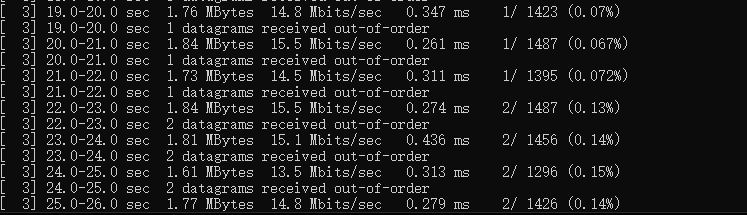 [  3] 19.0-20.0 sec  1.76 MBytes  14.8 Mbits/sec   0.347 ms    1/ 1423 (0.07%)
[  3] 19.0-20.0 sec  1 datagrams received out-of-order
[  3] 20.0-21.0 sec  1.84 MBytes  15.5 Mbits/sec   0.261 ms    1/ 1487 (0.067%)
[  3] 20.0-21.0 sec  1 datagrams received out-of-order
[  3] 21.0-22.0 sec  1.73 MBytes  14.5 Mbits/sec   0.311 ms    1/ 1395 (0.072%)
[  3] 21.0-22.0 sec  1 datagrams received out-of-order
[  3] 22.0-23.0 sec  1.84 MBytes  15.5 Mbits/sec   0.274 ms    2/ 1487 (0.13%)
[  3] 22.0-23.0 sec  2 datagrams received out-of-order
[  3] 23.0-24.0 sec  1.81 MBytes  15.1 Mbits/sec   0.436 ms    2/ 1456 (0.14%)
[  3] 23.0-24.0 sec  2 datagrams received out-of-order
[  3] 24.0-25.0 sec  1.61 MBytes  13.5 Mbits/sec   0.313 ms    2/ 1296 (0.15%)
[  3] 24.0-25.0 sec  2 datagrams received out-of-order
[  3] 25.0-26.0 sec  1.77 MBytes  14.8 Mbits/sec   0.279 ms    2/ 1426 (0.14%)